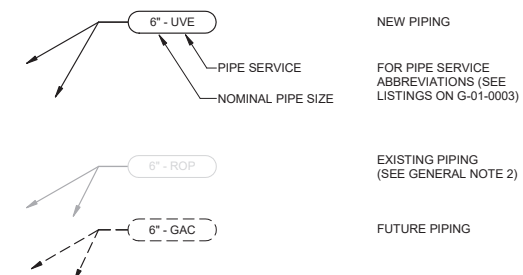 6" - UVE
NEW PIPING
PIPE SERVICE
NOMINAL PIPE SIZE
FOR PIPE SERVICE
ABBREVIATIONS (SEE
LISTINGS ON G-01-0003)
6" - ROP
EXISTING PIPING
(SEE GENERAL NOTE 2)
6" - GAC
FUTURE PIPING